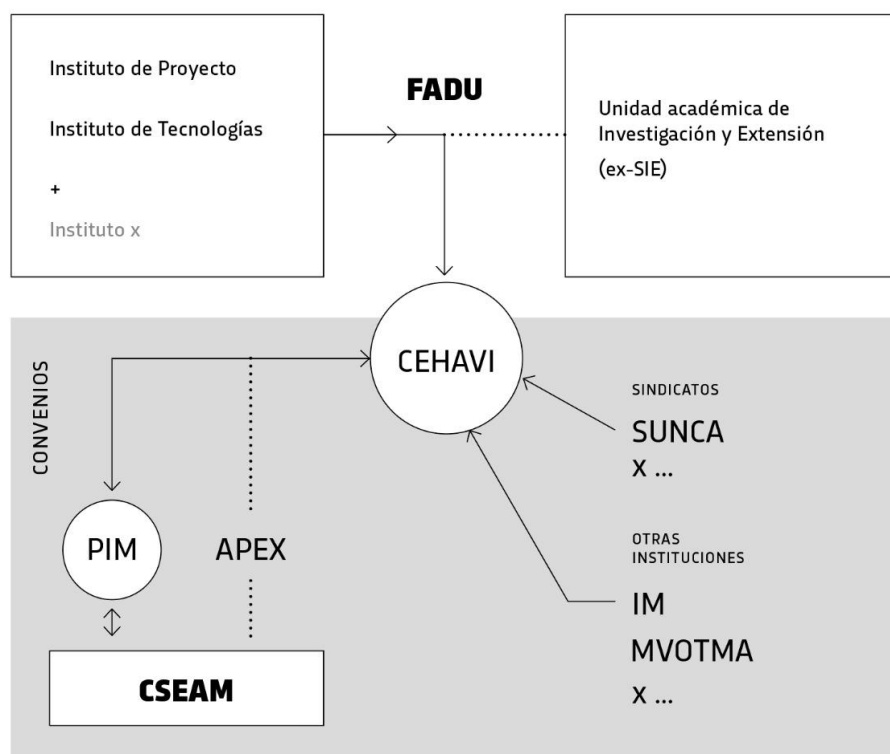 Instituto de Proyecto
Instituto de Tecnologías
+
Instituto x
FADU
Unidad académica de
Investigación y Extensión
(ex-SIE)
CEHAVI
CONVENIOS
SINDICATOS
SUNCA
x ...
PIM
APEX
OTRAS
INSTITUCIONES
IM
MVOTMA
x ...
CSEAM